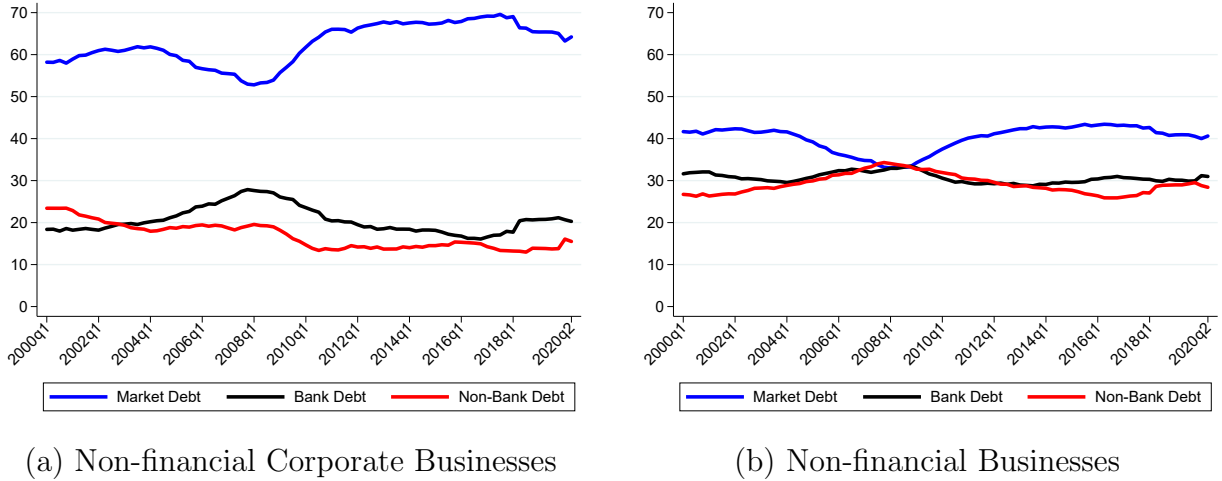 70
60
50
40
30
20
10
0
2000q1
2002q1
2004q1
2006q1
2008q1
2010q1
2012q1
2014q1
2016q1
2018q1
2020q2
Market Debt Bank Debt Non-Bank Debt
(a) Non-financial Corporate Businesses
70
60
50
40
30
20
10
0
2000q1
2002q1
2004q1
2006q1
2008q1
2010q1
2012q1
2014q1
2016q1
2018q1
2020q2
Market Debt Bank Debt Non-Bank Debt
(b) Non-financial Businesses